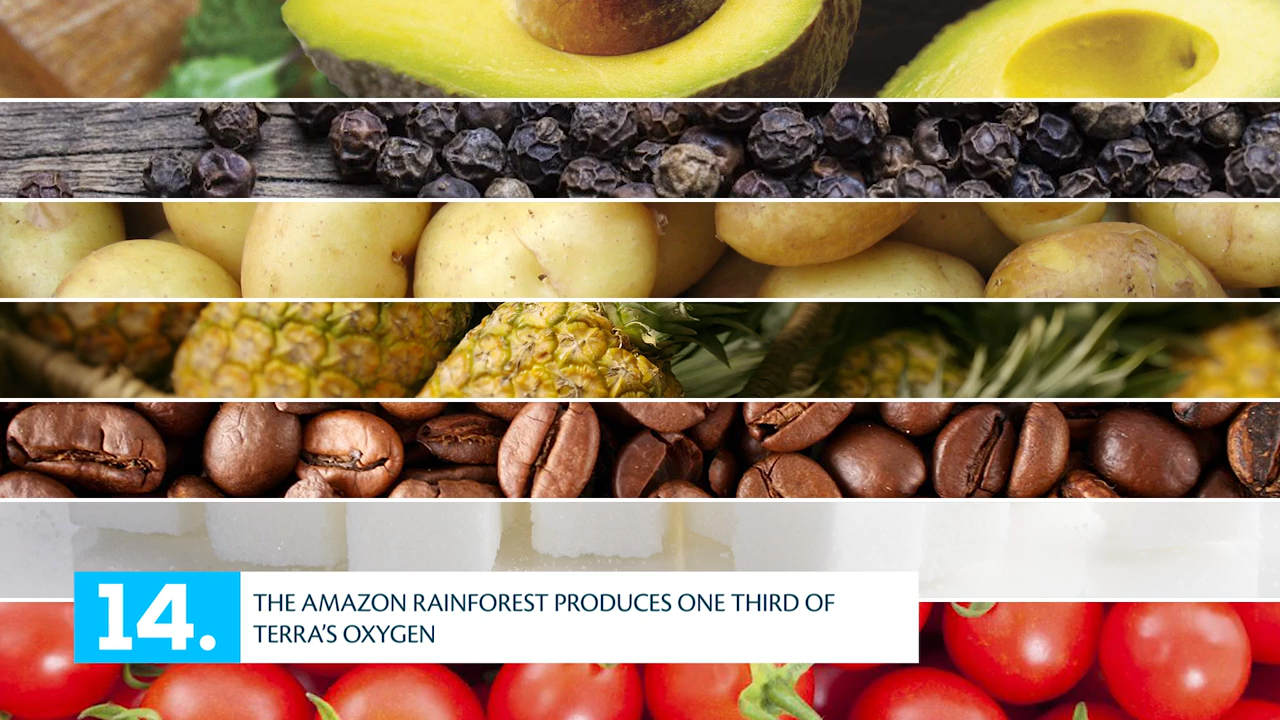 14.
THE AMAZON RAINFOREST PRODUCES ONE THIRD OF
TERRA'S OXYGEN